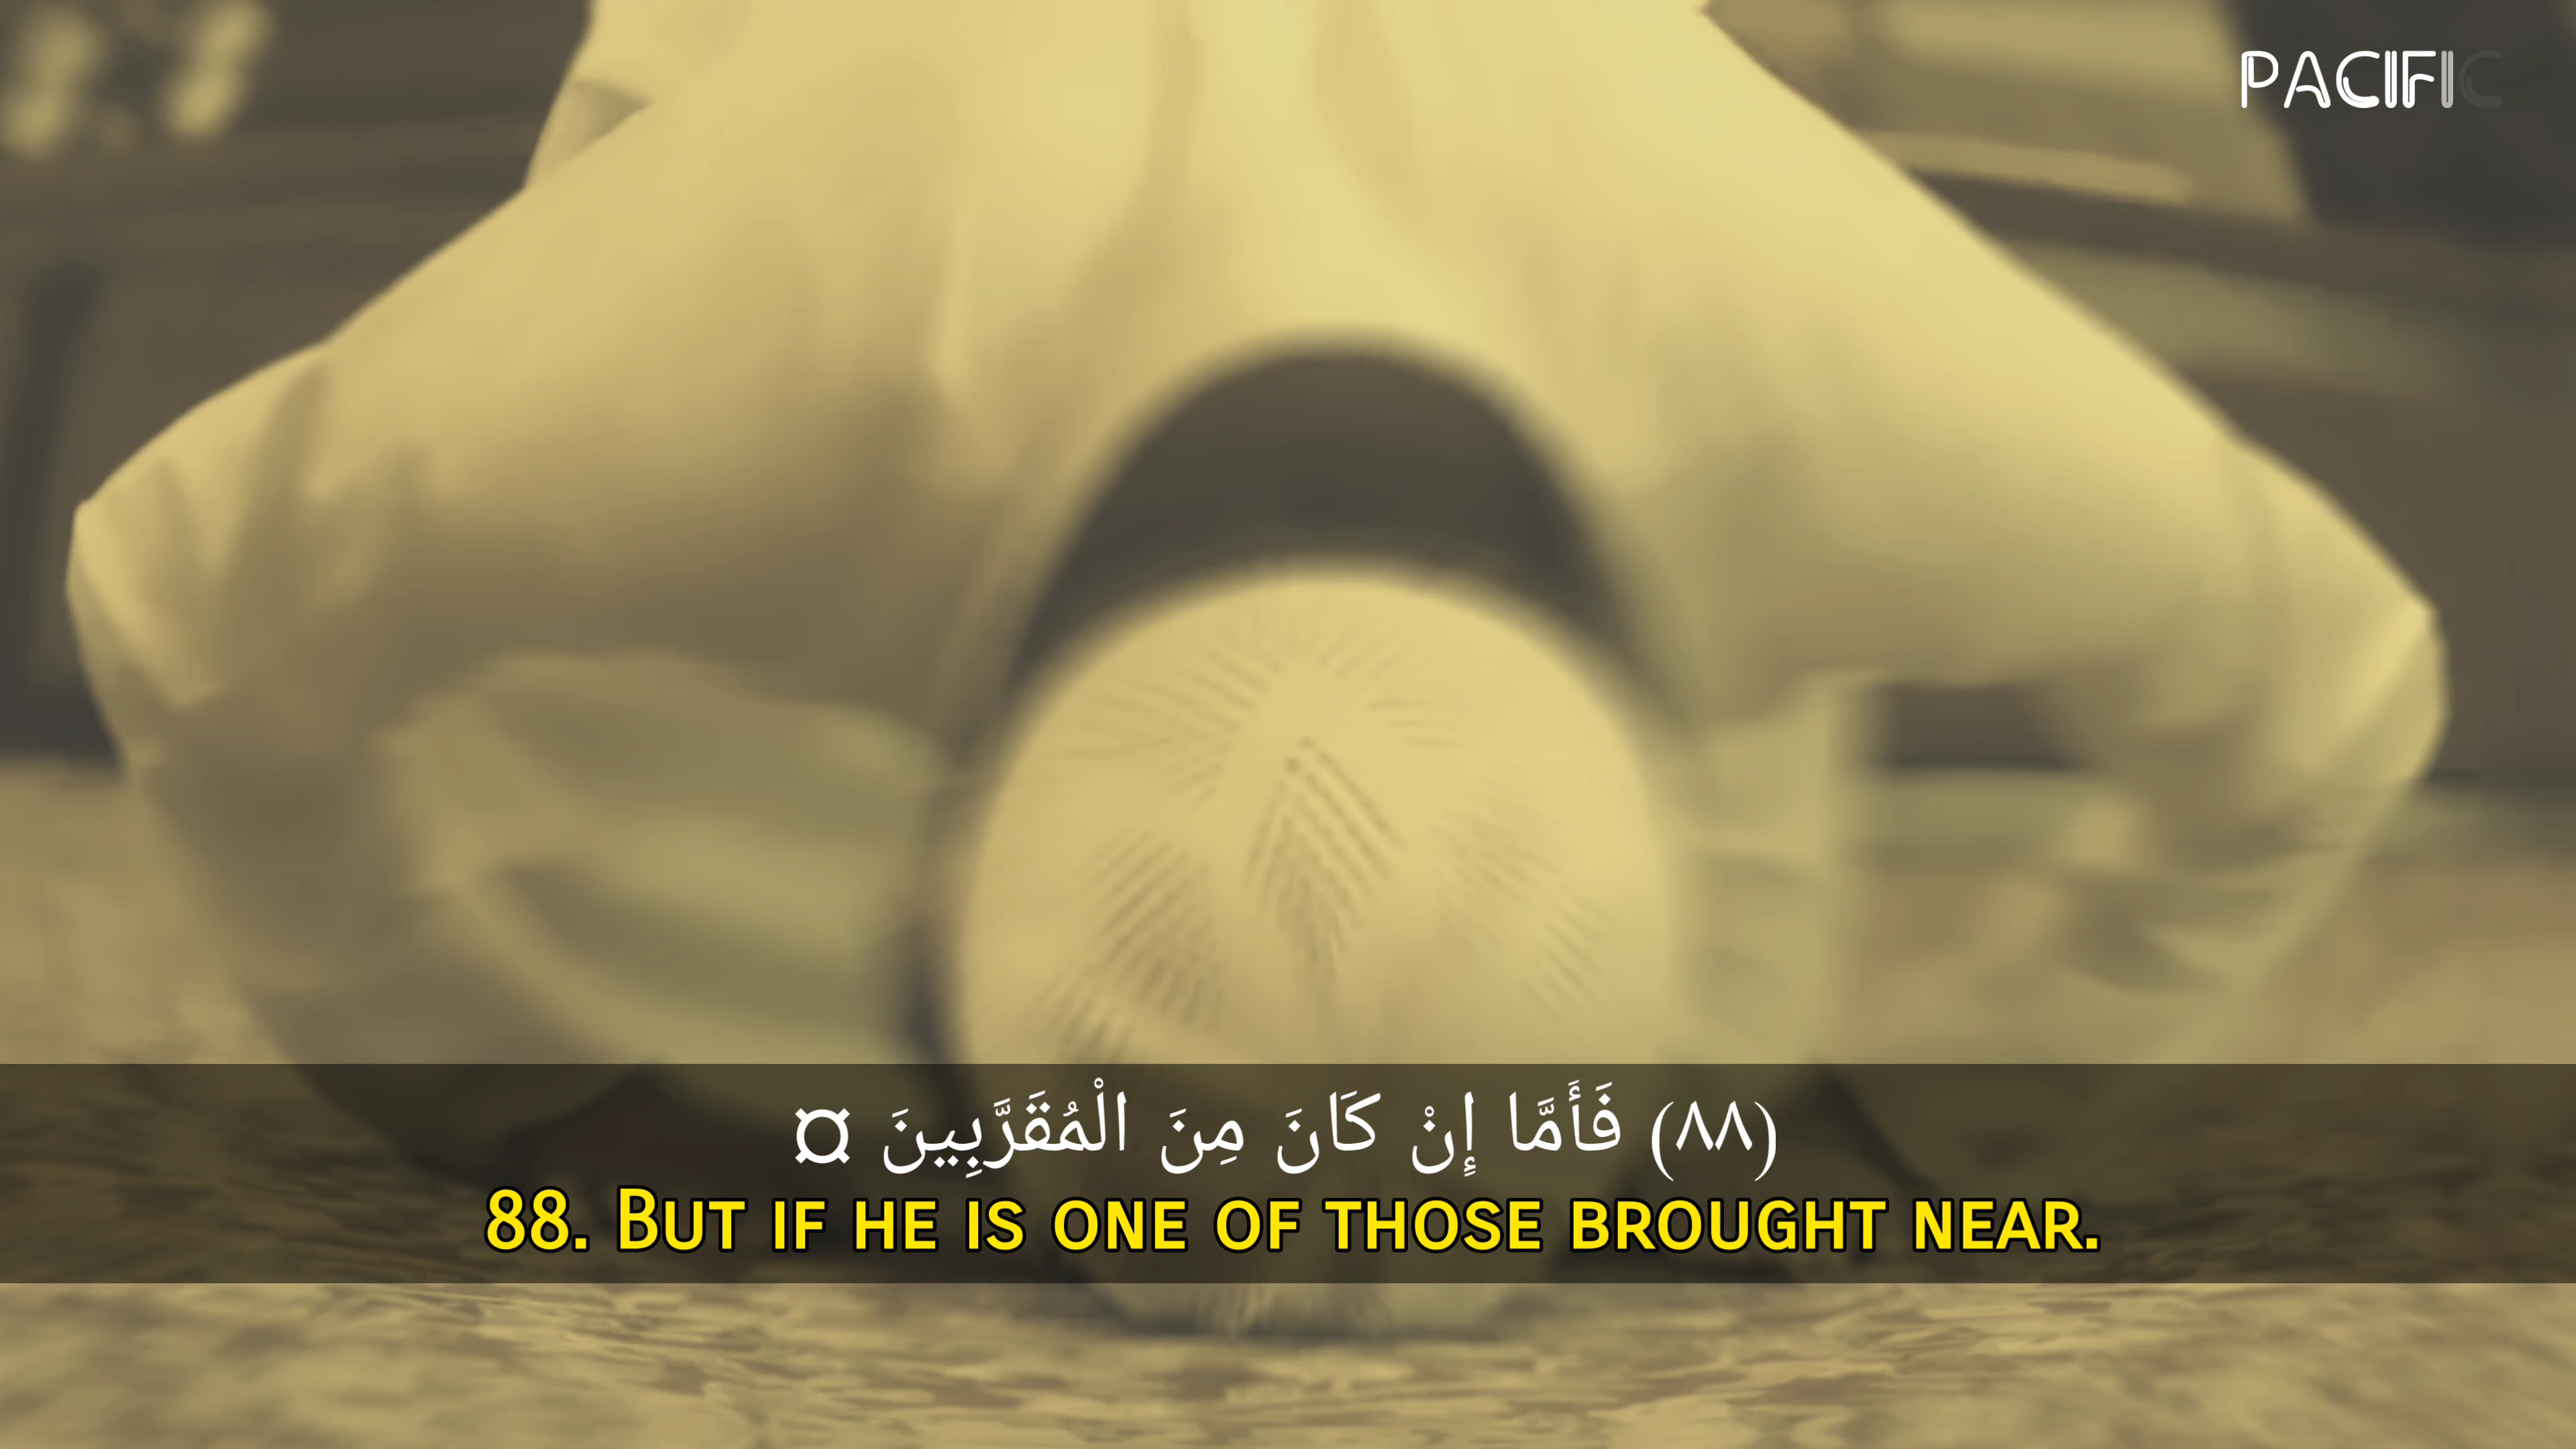 PACIFIC
(٨٨) فَأَمَّا إِنْ كَانَ مِنَ الْمُقَرَّبِينَ ¤
88. BUT IF HE IS ONE OF THOSE BROUGHT NEAR.